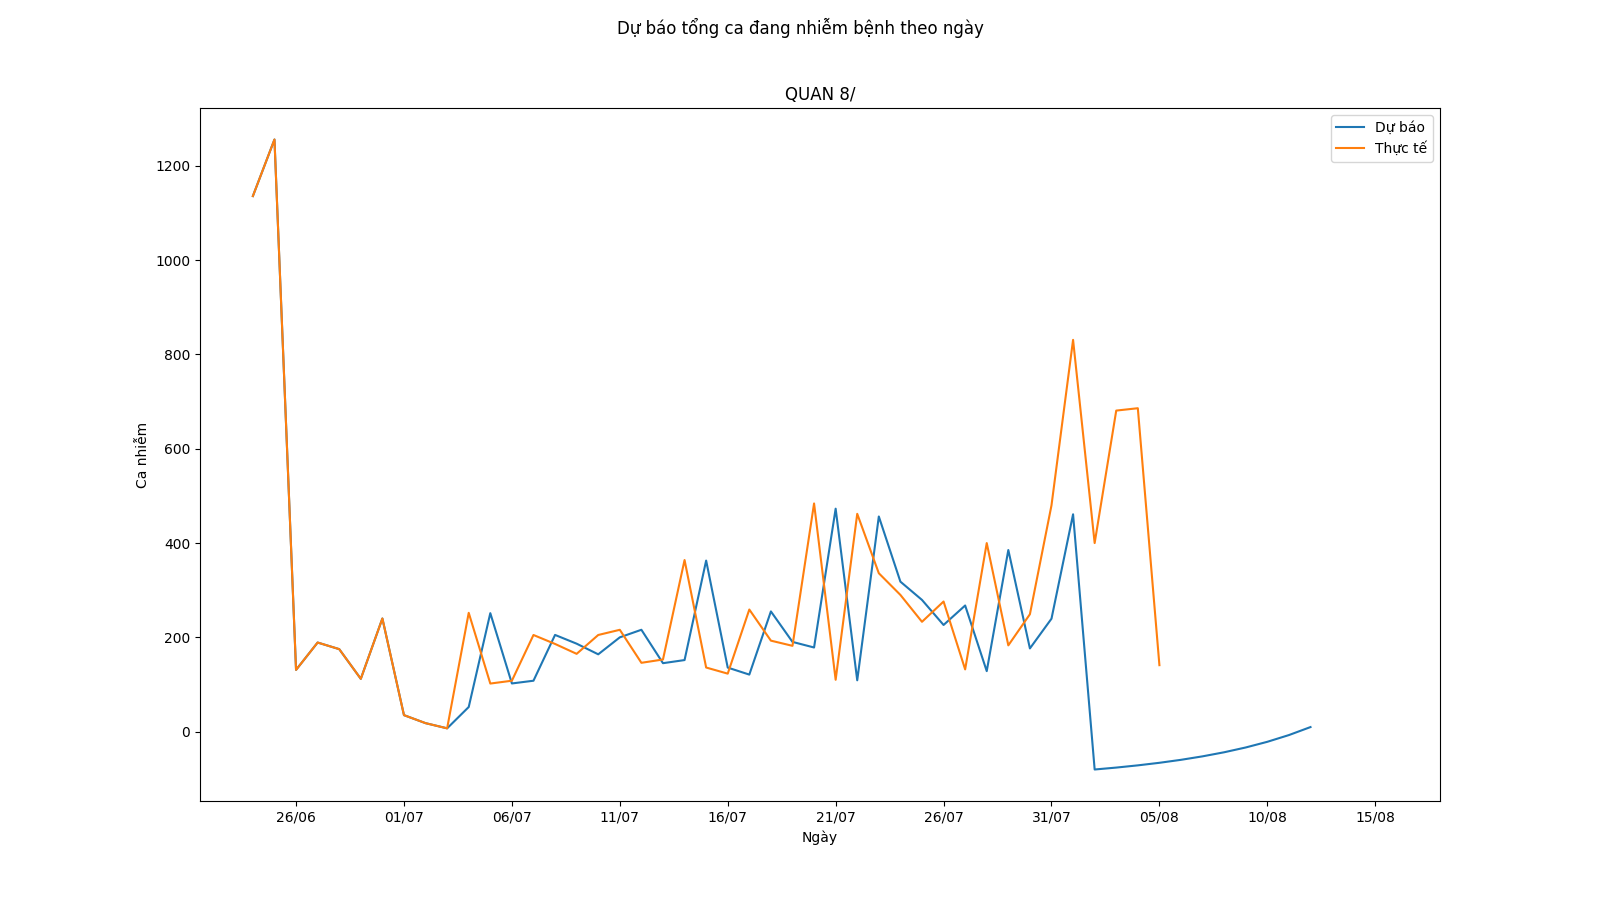 Dự báo tổng ca đang nhiễm bệnh theo ngày
QUAN 8/
Dự báo
Thực tế
1200
1000
800
600
400
200
0
Ca nhiễm
26/06 01/07 06/07 11/07 16/07 21/07 26/07 31/07 05/08 10/08 15/08
Ngày